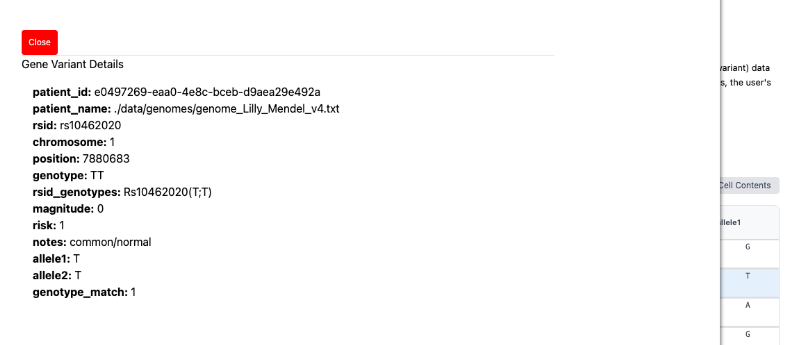 Close
Gene Variant Details
patient_id: e0497269-eaa0-4e8c-bceb-d9aea29e492a
patient_name: ./data/genomes/genome_Lilly_Mendel_v4.txt
rsid: rs10462020
chromosome: 1
position: 7880683
genotype: TT
rsid_genotypes: Rs10462020(T;T)
magnitude: 0
risk: 1
notes: common/normal
allele1: T
allele2: T
genotype_match: 1
variant) data
s, the user's
Cell Contents
allele1
G
T
A
G